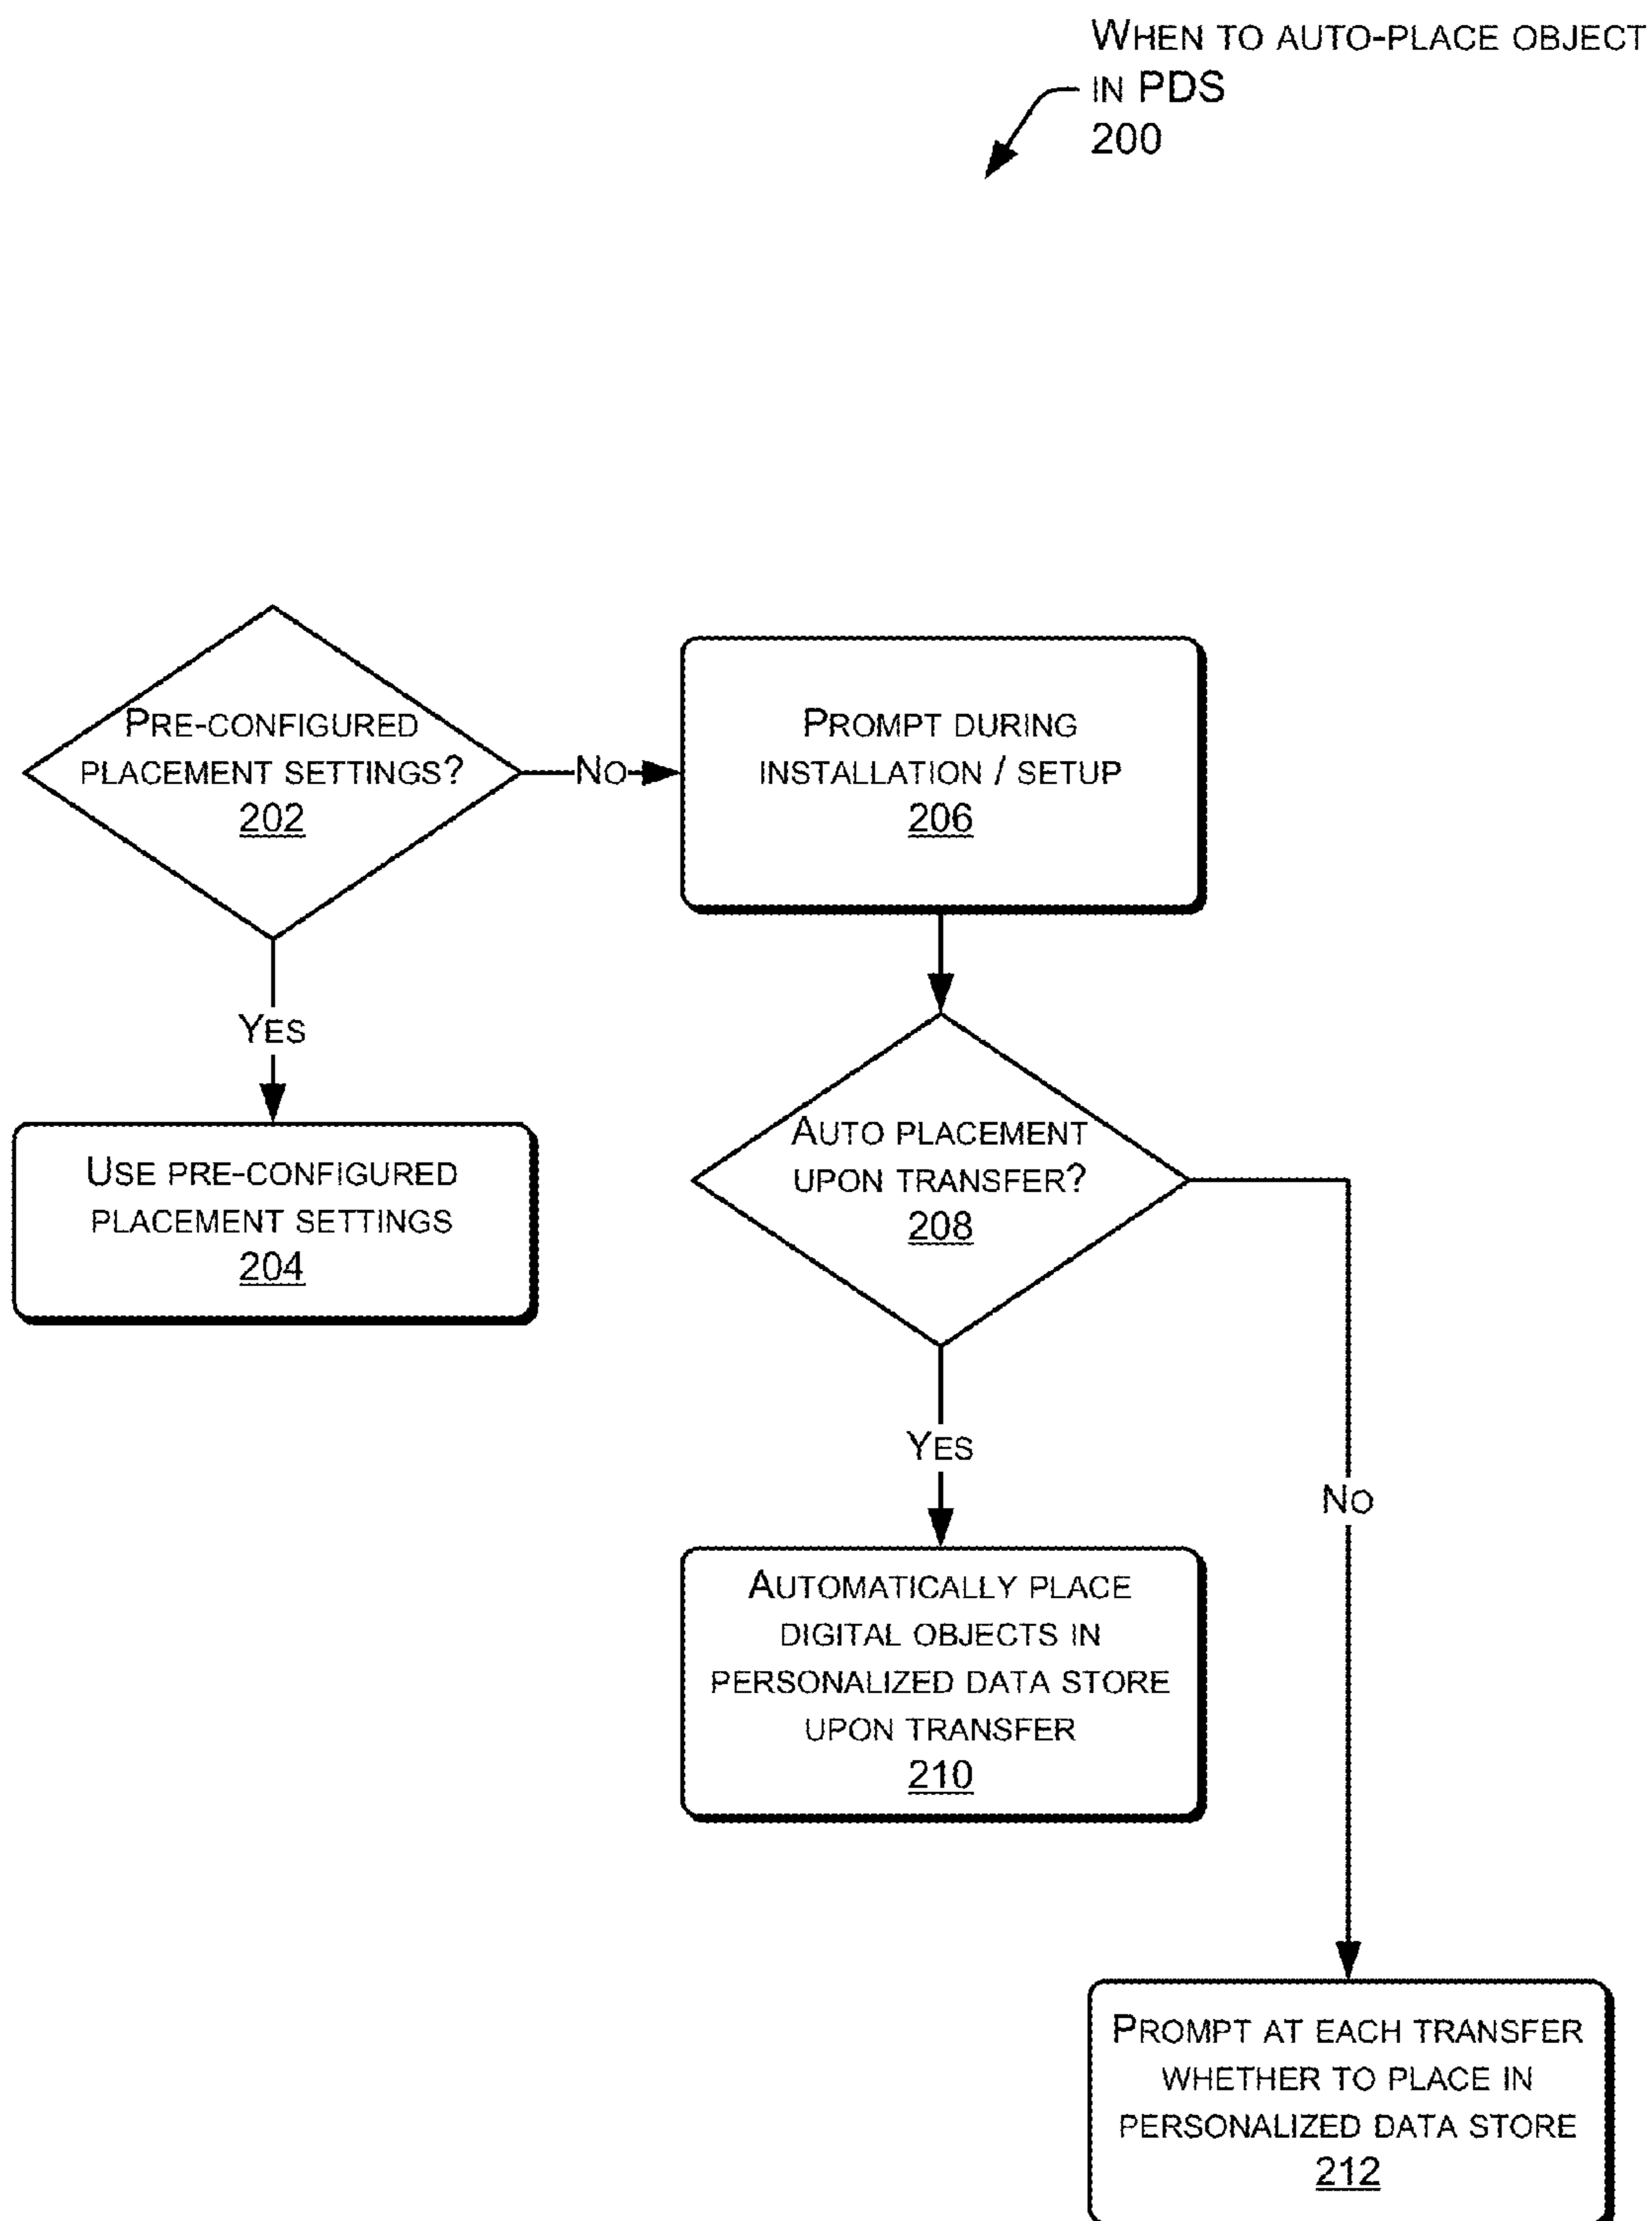 When to auto-place object
in PDS
200
Pre-configured
placement settings?
202
No
Prompt during
installation / setup
206
Yes
Use pre-configured
placement settings
204
Auto placement
upon transfer?
208
Yes
No
Automatically place
digital objects in
personalized data store
upon transfer
210
Prompt at each transfer
whether to place in
personalized data store
212